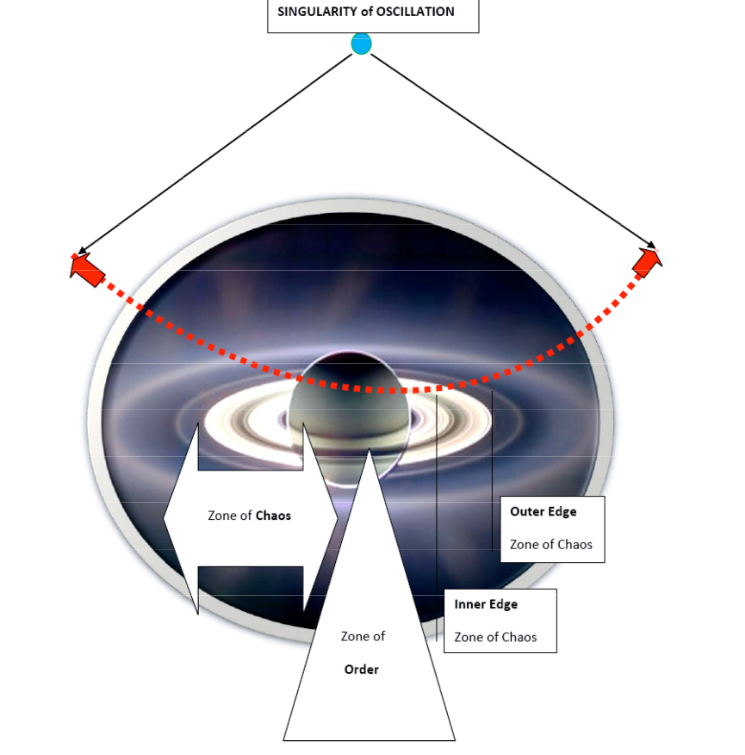 SINGULARITY of OSCILLATION
Zone of Chaos
Outer Edge
Zone of Chaos
Inner Edge
Zone of Chaos
Zone of
Order